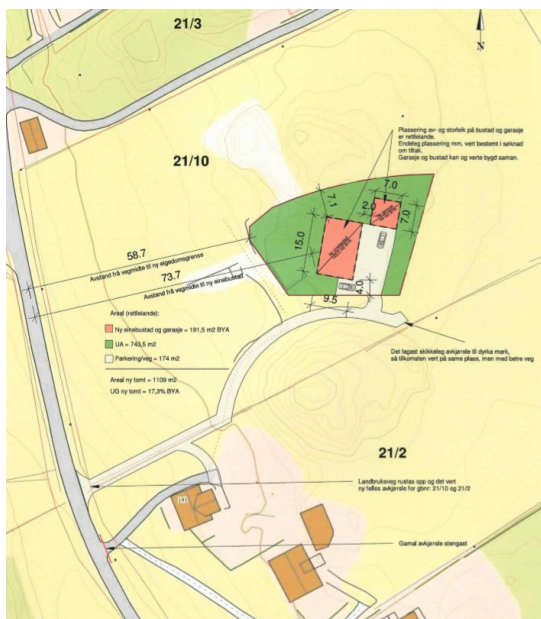 21/3
N
Plassering av- og storleik på bustad og garasje
er rettleiande.
Endeleg plassering mm. vert bestemt i søknad
om tiltak.
Garasje og bustad kan og verte bygd saman.
21/10
7.0
7.1
2.0
7.0
15.0
58.7
Avstand frå vegmidte til ny eigedomsgrense
73.7
Avstand frå vegmidte til ny einebustad
9.5
4.0
Areal (rettleiande):
Ny einebustad og garasje = 191,5 m2 BYA
UA = 743,5 m2
Parkering/veg = 174 m2
Areal ny tomt = 1109 m2
UG ny tomt = 17,3% BYA
Det lagast skikkeleg avkjørsle til dyrka mark,
så tilkomsten vert på same plass, men med betre veg
21/2
Landbruksveg rustas opp og det vert
ny felles avkjørsle for gbnr: 21/10 og 21/2
Gamal avkjørsle stengast